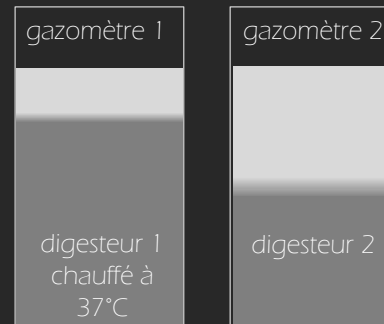 gazomètre 1
gazomètre 2
digesteur 1
chauffé à
37°C
digesteur 2